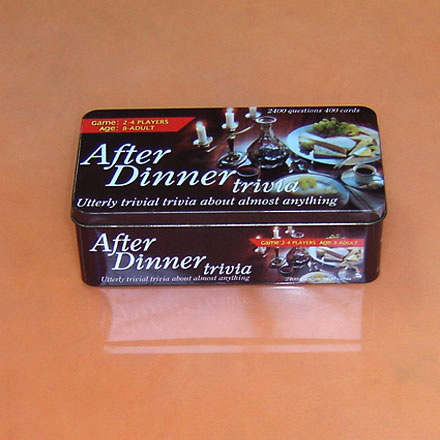 Game: 2-4 PLAYERS
Age: 8-ADULT
2400 questions 400 cards
After
Dinner trivia
Utterly trivial trivia about almost anything
After
Dinner trivia
Game: 2-4 PLAYERS Age: 8-ADULT
Utterly trivial trivia about almost anything
2400